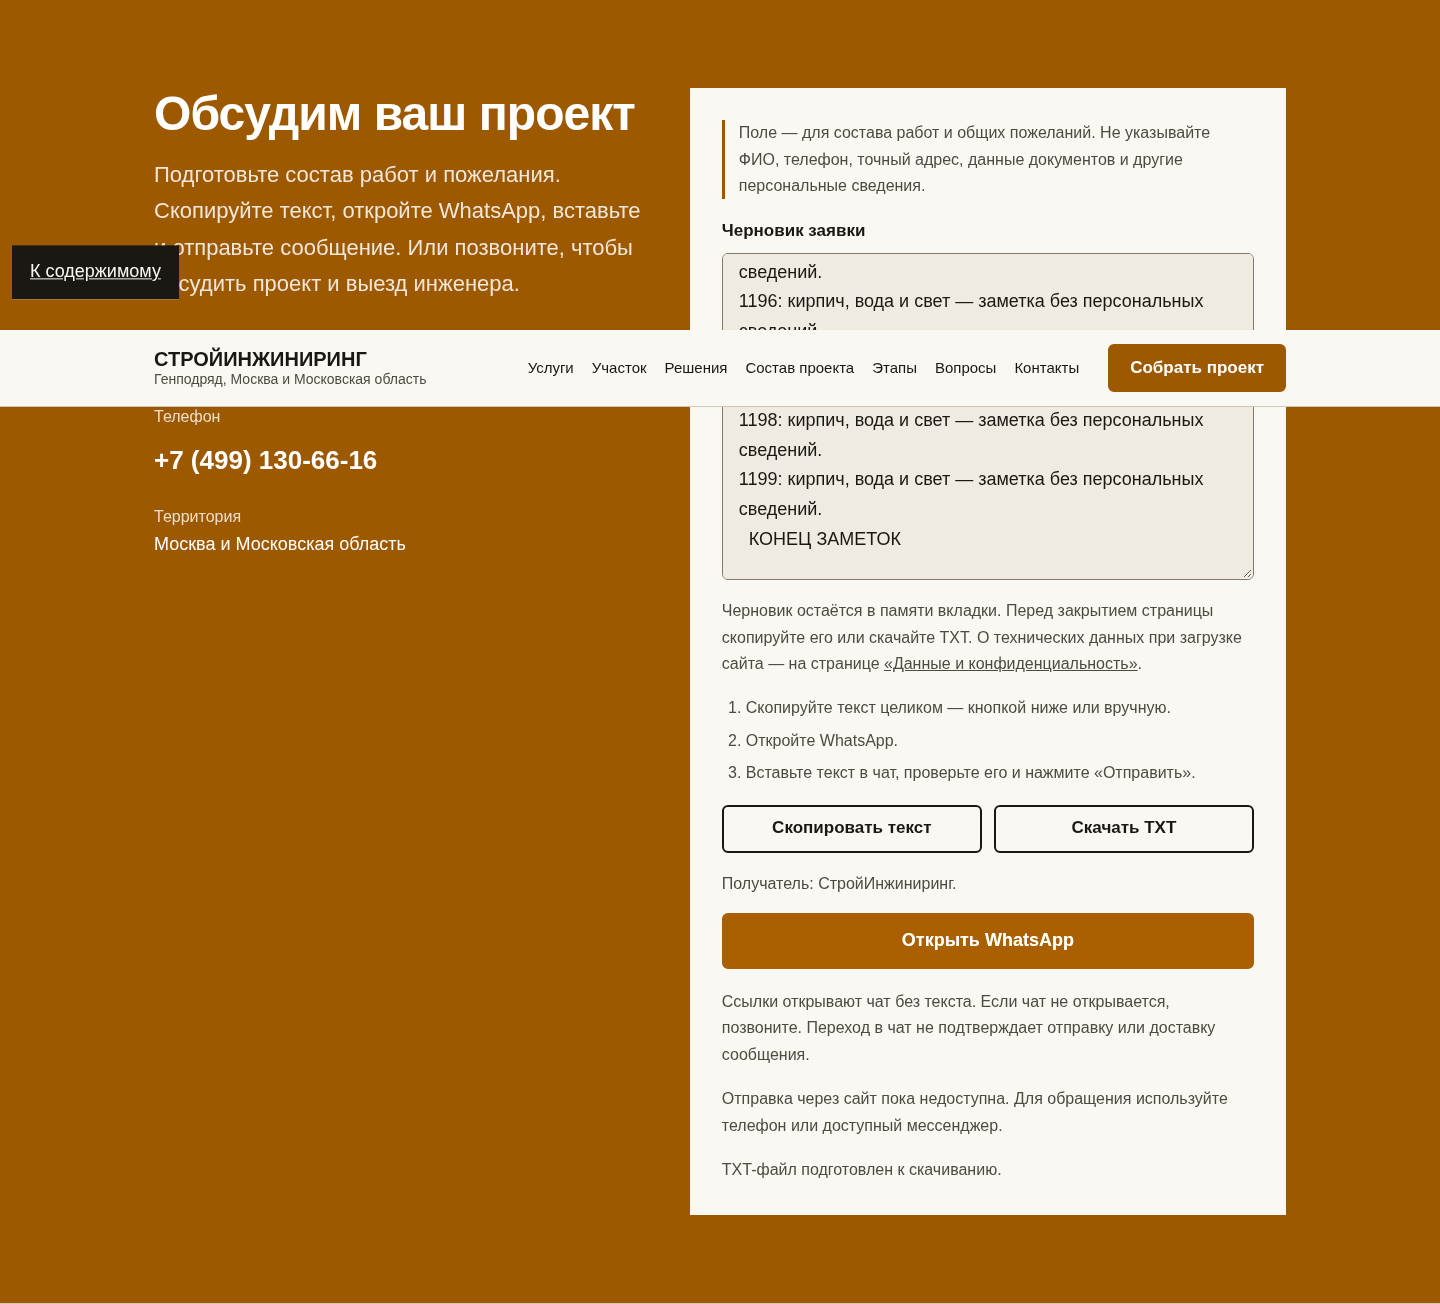 Обсудим ваш проект
Подготовьте состав работ и пожелания.
Скопируйте текст, откройте WhatsApp, вставьте
отправьте сообщение. Или позвоните, чтобы
судить проект и выезд инженера.
К содержимому
Телефон
+7 (499) 130-66-16
Территория
Москва и Московская область
СТРОЙИНЖИНИРИНГ
Генподряд, Москва и Московская область
Услуги Участок Решения Состав проекта Этапы Вопросы Контакты
Собрать проект
Поле — для состава работ и общих пожеланий. Не указывайте
ФИО, телефон, точный адрес, данные документов и другие
персональные сведения.
Черновик заявки
сведений.
1196: кирпич, вода и свет — заметка без персональных
1198: кирпич, вода и свет — заметка без персональных
сведений.
1199: кирпич, вода и свет — заметка без персональных
сведений.
КОНЕЦ ЗАМЕТОК
Черновик остаётся в памяти вкладки. Перед закрытием страницы
скопируйте его или скачайте TXT. О технических данных при загрузке
сайта — на странице «Данные и конфиденциальность».
1. Скопируйте текст целиком — кнопкой ниже или вручную.
2. Откройте WhatsApp.
3. Вставьте текст в чат, проверьте его и нажмите «Отправить».
Скопировать текст
Скачать TXT
Получатель: СтройИнжиниринг.
Открыть WhatsApp
Ссылки открывают чат без текста. Если чат не открывается,
позвоните. Переход в чат не подтверждает отправку или доставку
сообщения.
Отправка через сайт пока недоступна. Для обращения используйте
телефон или доступный мессенджер.
TXT-файл подготовлен к скачиванию.